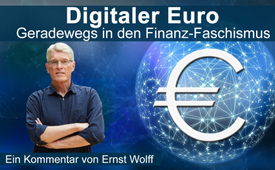 Digitaler Euro
Geradewegs in den Finanz-Faschismus
€
Ein Kommentar von Ernst Wolff